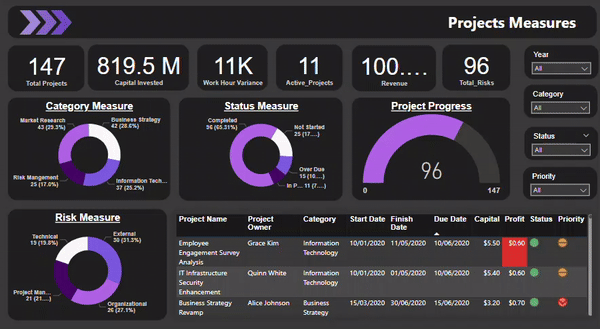 Projects Measures
147
Total Projects
819.5 M
Capital Invested
11K
Work Hour Variance
11
Active_Projects
100....
Revenue
96
Total_Risks
Year
All
Category
All
Status
All
Priority
All
Category Measure
Market Research
43 (29.3%)
Business Strategy
42 (28.6%)
Risk Mangement
25 (17.0%)
Information Tech...
37 (25.2%)
Status Measure
Completed
96 (65.31%)
Not Started
25 (17....)
Over Due
15 (10....)
In P... 11 (7....)
Project Progress
96
0
147
Risk Measure
Technical
19 (19.8%)
External
30 (31.3%)
Project Man...
21 (21....)
Organizational
26 (27.1%)
Project Name Project Owner Category Start Date Finish Date Due Date Capital Profit Status Priority
Employee Engagement Survey Analysis Grace Kim Information Technology 10/01/2020 11/05/2020 10/06/2020 $5.50 $0.60
IT Infrastructure Security Enhancement Quinn White Information Technology 10/01/2020 01/05/2020 10/06/2020 $5.40 $0.60
Business Strategy Revamp Alice Johnson Business Strategy 15/03/2020 30/06/2020 15/06/2020 $3.20 $0.70